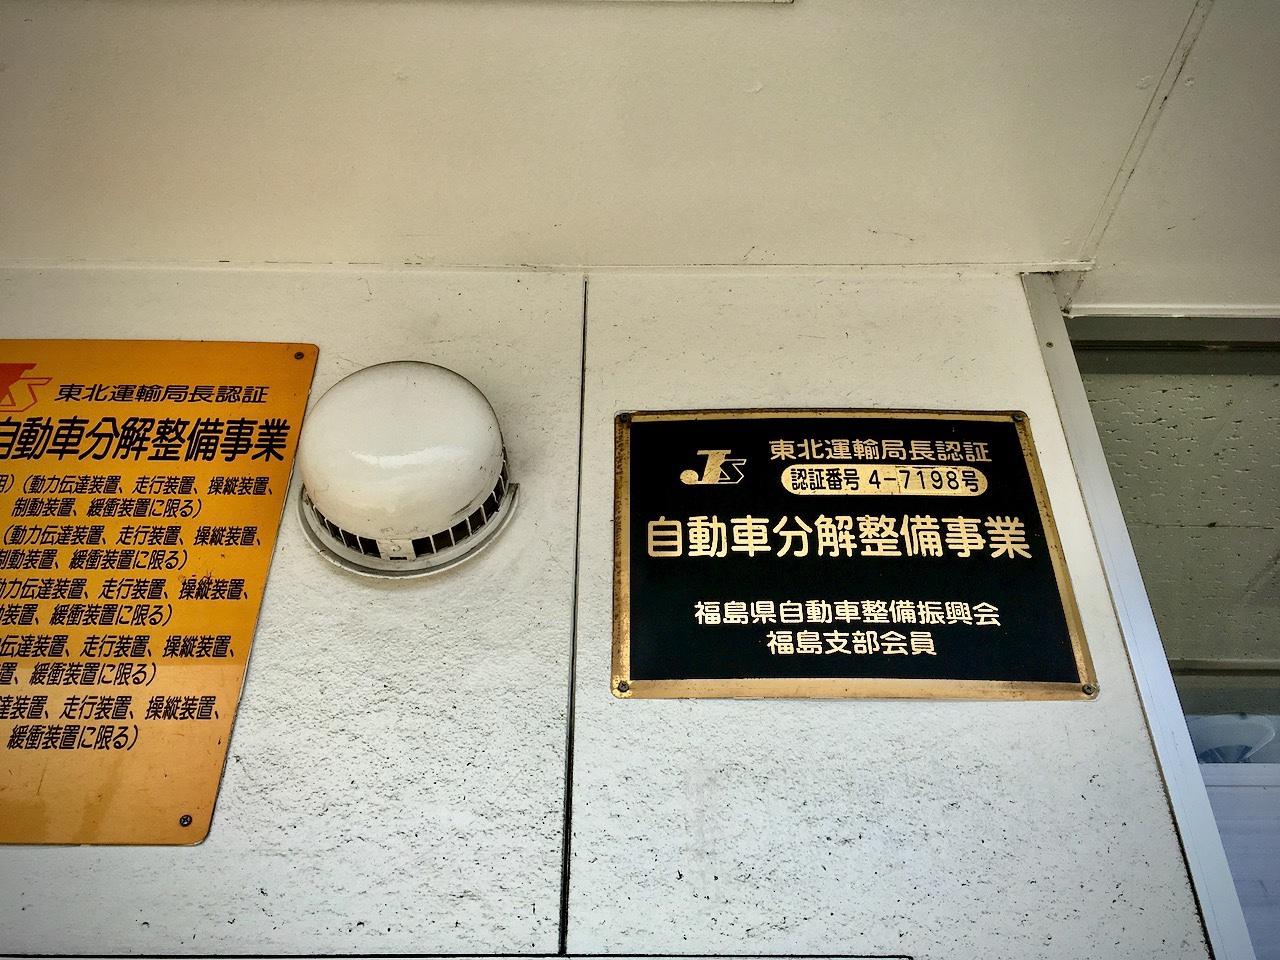 東北運輸局長認証
自動車分解整備事業
用）（動力伝達装置、走行装置、操縦装置、
制動装置、緩衝装置に限る）
（動力伝達装置、走行装置、操縦装置、
制動装置、緩衝装置に限る）
動力伝達装置、走行装置、操縦装置、
動装置、緩衝装置に限る）
伝達装置、走行装置、操縦装置、
置、緩衝装置に限る）
達装置、走行装置、操縦装置、
緩衝装置に限る）
JS 東北運輸局長認証
認証番号 4-7198号
自動車分解整備事業
福島県自動車整備振興会
福島支部会員